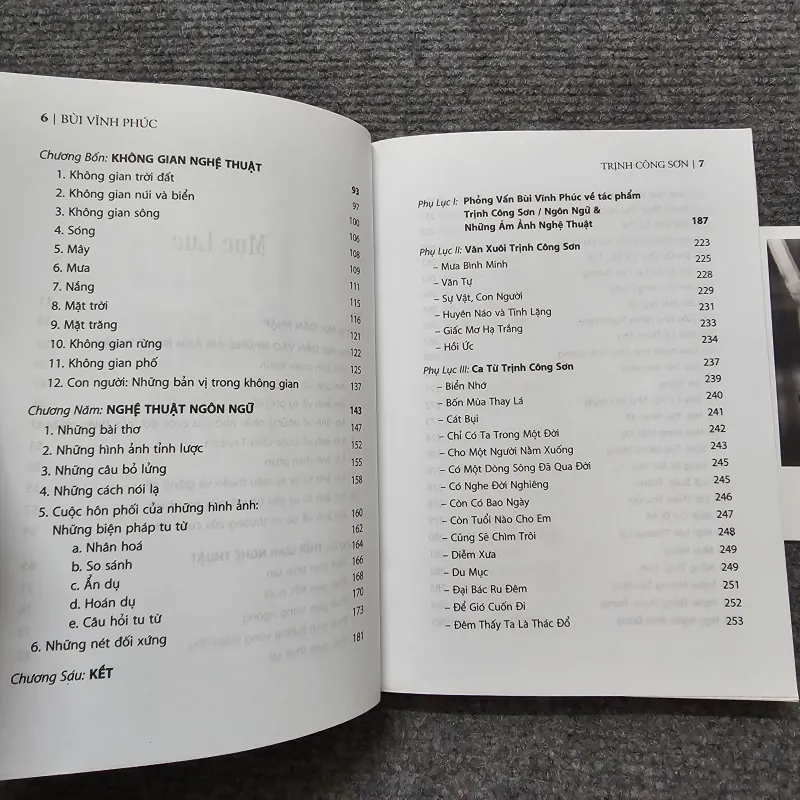 6 | BÙI VĨNH PHÚC
Chương Bốn: KHÔNG GIAN NGHỆ THUẬT 93
1. Không gian trời đất 97
2. Không gian núi và biển 100
3. Không gian sông 106
4. Sóng 108
5. Mây 109
6. Mưa 111
7. Nắng 115
8. Mặt trời 116
9. Mặt trăng 121
10. Không gian rừng 122
11. Không gian phố 125
12. Con người: Những bản vị trong không gian 137
Chương Năm: NGHỆ THUẬT NGÔN NGỮ 143
1. Những bài thơ 147
2. Những hình ảnh tỉnh lược 152
3. Những câu bỏ lửng 155
4. Những cách nói lạ 158
5. Cuộc hôn phối của những hình ảnh: 160
Những biện pháp tu từ 162
a. Nhân hoá 164
b. So sánh 166
c. Ẩn dụ 168
d. Hoán dụ 170
e. Câu hỏi tu từ 173
6. Những nét đối xứng 181
Chương Sáu: KẾT
TRỊNH CÔNG SƠN | 7
Phụ Lục I: Phỏng Vấn Bùi Vĩnh Phúc về tác phẩm
Trịnh Công Sơn / Ngôn Ngữ &
Những Ám Ảnh Nghệ Thuật 187
Phụ Lục II: Văn Xuôi Trịnh Công Sơn 223
– Mưa Bình Minh 225
– Văn Tự 228
– Sự Vật, Con Người 229
– Huyên Náo và Tĩnh Lặng 231
– Giấc Mơ Hạ Trắng 233
– Hồi Ức 234
Phụ Lục III: Ca Từ Trịnh Công Sơn 237
– Biển Nhớ 239
– Bốn Mùa Thay Lá 240
– Cát Bụi 241
– Chỉ Có Ta Trong Một Đời 242
– Cho Một Người Nằm Xuống 243
– Có Một Dòng Sông Đã Qua Đời 245
– Có Nghe Đời Nghiêng 245
– Còn Có Bao Ngày 246
– Còn Tuổi Nào Cho Em 247
– Cũng Sẽ Chìm Trôi 248
– Diễm Xưa 249
– Du Mục 249
– Đại Bác Ru Đêm 251
– Để Gió Cuốn Đi 252
– Đêm Thấy Ta Là Thác Đổ 253